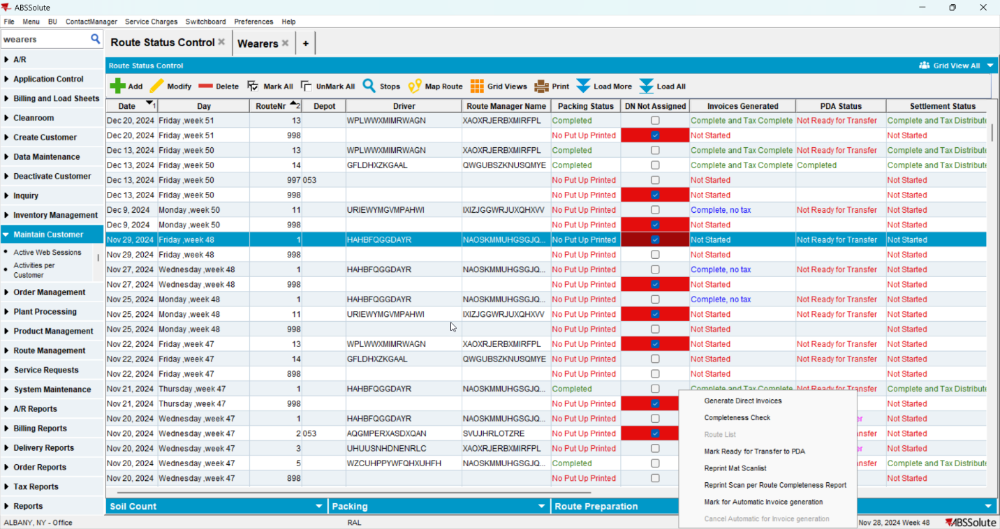 ABSSolute
File Menu BU ContactManager Service Charges Switchboard Preferences Help
wearers
Route Status Control Wearers +
Route Status Control Grid View All
Add Modify Delete Mark All UnMark All Stops Map Route Grid Views Print Load More Load All
A/R
Application Control
Billing and Load Sheets
Cleanroom
Create Customer
Data Maintenance
Deactivate Customer
Inquiry
Inventory Management
Maintain Customer
Active Web Sessions
Activities per
Customer
Order Management
Plant Processing
Product Management
Route Management
Service Requests
System Maintenance
A/R Reports
Billing Reports
Delivery Reports
Order Reports
Tax Reports
Reports
Date 1 Day RouteNr 2 Depot Driver Route Manager Name Packing Status DN Not Assigned Invoices Generated PDA Status Settlement Status
Dec 20, 2024 Friday ,week 51 13 WPLWWXMIMRWAGN XAOXRJERBXMIRFPL Completed Complete and Tax Complete Not Ready for Transfer Complete and Tax Distribute
Dec 20, 2024 Friday ,week 51 998 No Put Up Printed Not Started Not Started
Dec 13, 2024 Friday ,week 50 13 WPLWWXMIMRWAGN XAOXRJERBXMIRFPL Completed Complete and Tax Complete Not Ready for Transfer Complete and Tax Distribute
Dec 13, 2024 Friday ,week 50 14 GFLDHXZKGAAL QWGUBSZKNUSQMYE Completed Complete and Tax Complete Completed Complete and Tax Distribute
Dec 13, 2024 Friday ,week 50 997 053 No Put Up Printed Not Started Not Started
Dec 13, 2024 Friday ,week 50 998 No Put Up Printed Not Started Not Started
Dec 9, 2024 Monday ,week 50 11 URIEWYMGVMPAHWI IXIZJGGWRJUXQHXVV No Put Up Printed Complete, no tax Not Ready for Transfer Not Started
Dec 9, 2024 Monday ,week 50 998 No Put Up Printed Not Started Not Started
Nov 29, 2024 Friday ,week 48 1 HAHBFQGGDAYR NAOSKMMUHGSGJQ... No Put Up Printed Not Started Not Ready for Transfer Not Started
Nov 29, 2024 Friday ,week 48 998 No Put Up Printed Not Started Not Started
Nov 27, 2024 Wednesday ,week 48 1 HAHBFQGGDAYR NAOSKMMUHGSGJQ... No Put Up Printed Complete, no tax Not Ready for Transfer Not Started
Nov 27, 2024 Wednesday ,week 48 998 No Put Up Printed Not Started Not Started
Nov 25, 2024 Monday ,week 48 1 HAHBFQGGDAYR NAOSKMMUHGSGJQ... No Put Up Printed Complete, no tax Not Ready for Transfer Not Started
Nov 25, 2024 Monday ,week 48 11 URIEWYMGVMPAHWI IXIZJGGWRJUXQHXVV No Put Up Printed Not Started Not Ready for Transfer Not Started
Nov 25, 2024 Monday ,week 48 998 No Put Up Printed Not Started Not Started
Nov 22, 2024 Friday ,week 47 13 WPLWWXMIMRWAGN XAOXRJERBXMIRFPL No Put Up Printed Not Started Not Ready for Transfer Not Started
Nov 22, 2024 Friday ,week 47 14 GFLDHXZKGAAL QWGUBSZKNUSQMYE No Put Up Printed Not Started Not Ready for Transfer Not Started
Nov 22, 2024 Friday ,week 47 898 No Put Up Printed Not Started Not Started
Nov 21, 2024 Thursday ,week 47 1 HAHBFQGGDAYR NAOSKMMUHGSGJQ... Completed Complete and Tax Complete Not Ready for Transfer Complete and Tax Distribute
Nov 21, 2024 Thursday ,week 47 998 No Put Up Printed Not Started
Nov 20, 2024 Wednesday ,week 47 1 HAHBFQGGDAYR NAOSKMMUHGSGJQ... No Put Up Printed er Not Started
Nov 20, 2024 Wednesday ,week 47 2 053 AQGMPERXASDXQAN SVUJHRLOTZRE No Put Up Printed nsfer Not Started
Nov 20, 2024 Wednesday ,week 47 3 UHUUSNHDNENRLC XAOXRJERBXMIRFPL No Put Up Printed er Not Started
Nov 20, 2024 Wednesday ,week 47 5 WZCUHPPYWFQHXUHFH NAOSKMMUHGSGJQ... Completed nsfer Complete and Tax Distribute
Nov 20, 2024 Wednesday ,week 47 898 No Put Up Printed Not Started
Generate Direct Invoices
Completeness Check
Route List
Mark Ready for Transfer to PDA
Reprint Mat Scanlist
Reprint Scan per Route Completeness Report
Mark for Automatic Invoice generation
Cancel Automatic for Invoice generation
Soil Count Packing Route Preparation
ALBANY, NY - Office RAL Nov 28, 2024 Week 48 ABSSolute